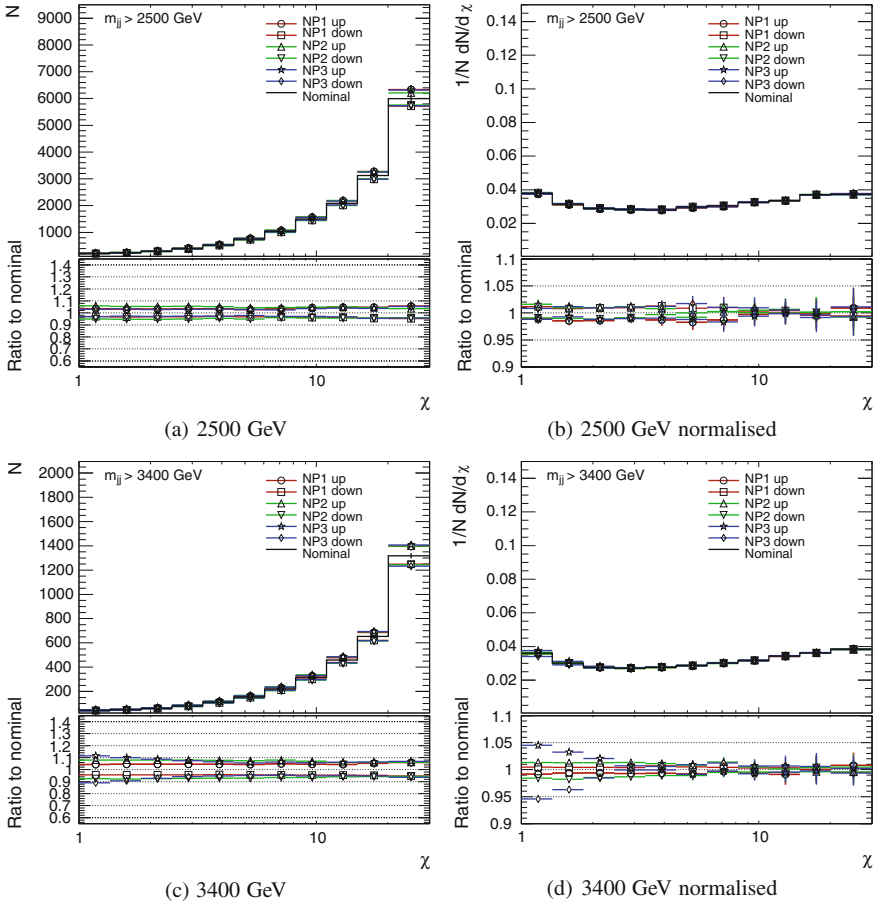 N
9000
8000
7000
6000
5000
4000
3000
2000
1000
m_jj > 2500 GeV
NP1 up
NP1 down
NP2 up
NP2 down
NP3 up
NP3 down
Nominal
Ratio to nominal
1.4
1.3
1.2
1.1
1
0.9
0.8
0.7
0.6
1
10
χ
(a) 2500 GeV
1/N dN/dχ
0.14
0.12
0.1
0.08
0.06
0.04
0.02
m_jj > 2500 GeV
NP1 up
NP1 down
NP2 up
NP2 down
NP3 up
NP3 down
Nominal
Ratio to nominal
1.1
1.05
1
0.95
0.9
1
10
χ
(b) 2500 GeV normalised
N
2000
1800
1600
1400
1200
1000
800
600
400
200
m_jj > 3400 GeV
NP1 up
NP1 down
NP2 up
NP2 down
NP3 up
NP3 down
Nominal
Ratio to nominal
1.4
1.3
1.2
1.1
1
0.9
0.8
0.7
0.6
1
10
χ
(c) 3400 GeV
1/N dN/dχ
0.14
0.12
0.1
0.08
0.06
0.04
0.02
m_jj > 3400 GeV
NP1 up
NP1 down
NP2 up
NP2 down
NP3 up
NP3 down
Nominal
Ratio to nominal
1.1
1.05
1
0.95
0.9
1
10
χ
(d) 3400 GeV normalised